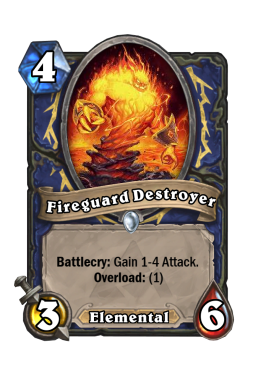 4
Fireguard Destroyer
Battlecry: Gain 1-4 Attack.
Overload: (1)
3
Elemental
6